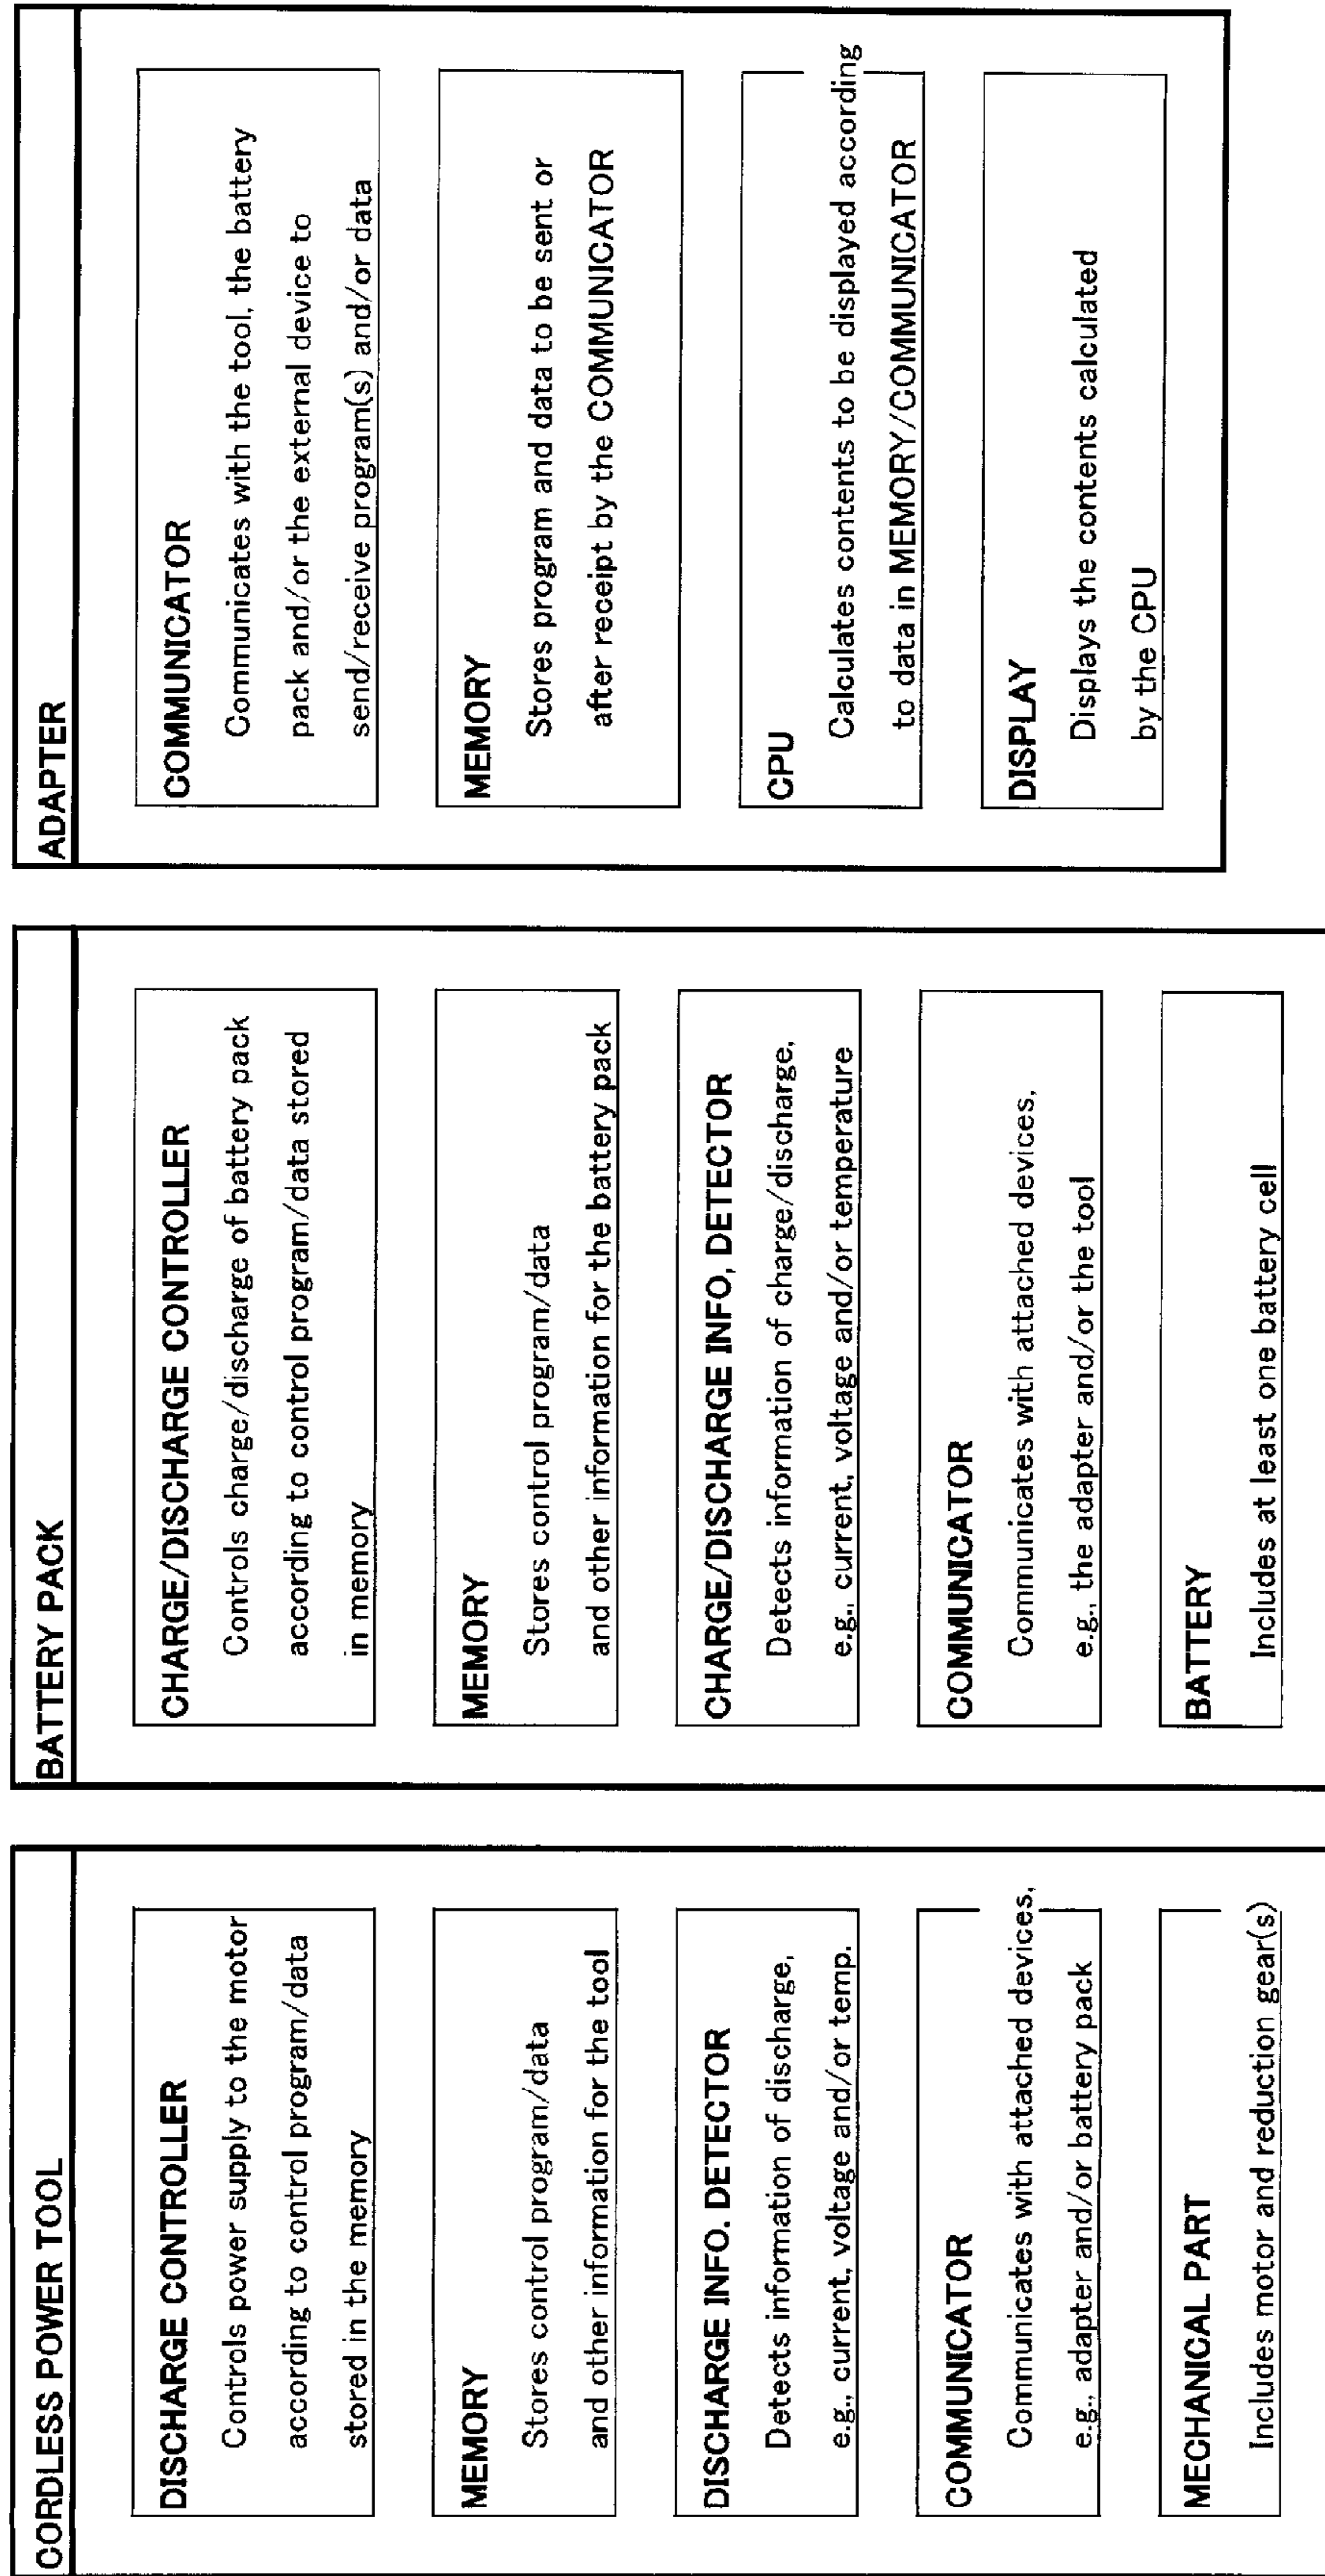 CORDLESS POWER TOOL
DISCHARGE CONTROLLER
Controls power supply to the motor
according to control program/data
stored in the memory
MEMORY
Stores control program/data
and other information for the tool
DISCHARGE INFO. DETECTOR
Detects information of discharge,
e.g., current, voltage and/or temp.
COMMUNICATOR
Communicates with attached devices,
e.g., adapter and/or battery pack
MECHANICAL PART
Includes motor and reduction gear(s)
BATTERY PACK
CHARGE/DISCHARGE CONTROLLER
Controls charge/discharge of battery pack
according to control program/data stored
in memory
MEMORY
Stores control program/data
and other information for the battery pack
CHARGE/DISCHARGE INFO, DETECTOR
Detects information of charge/discharge,
e.g., current, voltage and/or temperature
COMMUNICATOR
Communicates with attached devices,
e.g., the adapter and/or the tool
BATTERY
Includes at least one battery cell
ADAPTER
COMMUNICATOR
Communicates with the tool, the battery
pack and/or the external device to
send/receive program(s) and/or data
MEMORY
Stores program and data to be sent or
after receipt by the COMMUNICATOR
CPU
Calculates contents to be displayed according
to data in MEMORY/COMMUNICATOR
DISPLAY
Displays the contents calculated
by the CPU